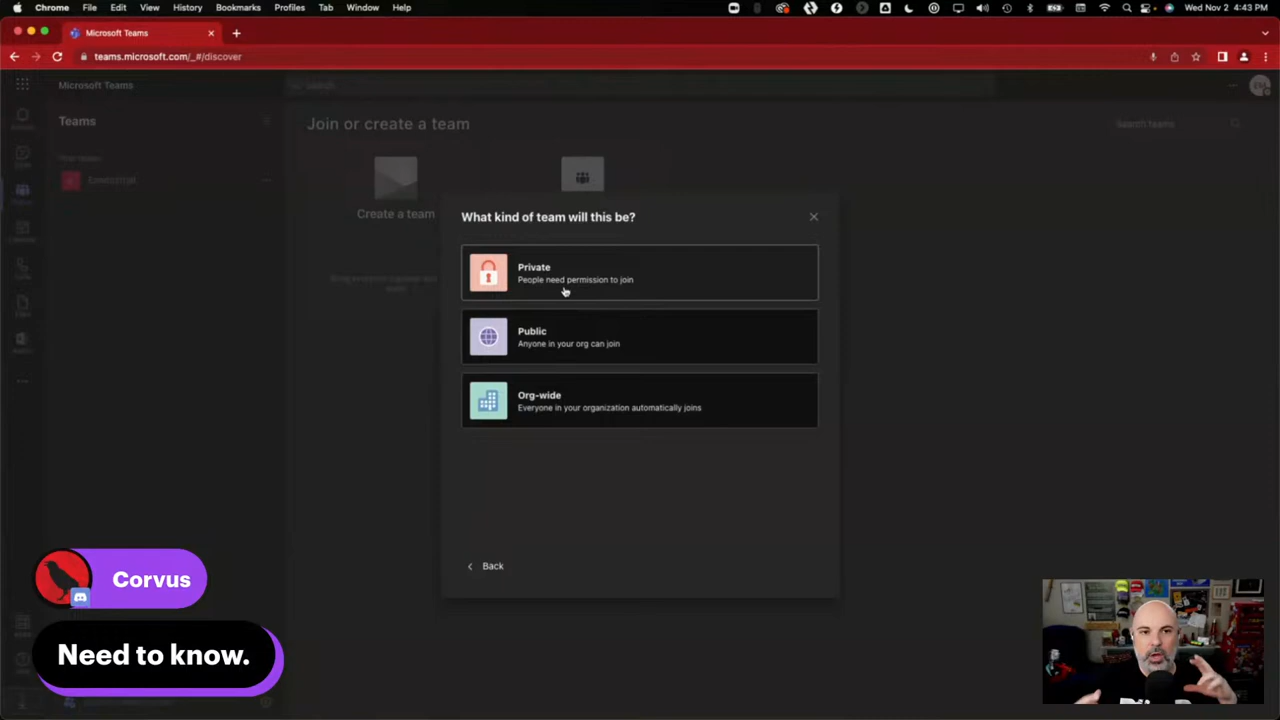 Chrome File Edit View History Bookmarks Profiles Tab Window Help
Wed Nov 2 4:43 PM
Microsoft Teams
teams.microsoft.com/_#/discover
Microsoft Teams
Search
Teams
Join or create a team
Search teams
Create a team
What kind of team will this be?
Private
People need permission to join
Public
Anyone in your org can join
Org-wide
Everyone in your organization automatically joins
Back
Corvus
Need to know.